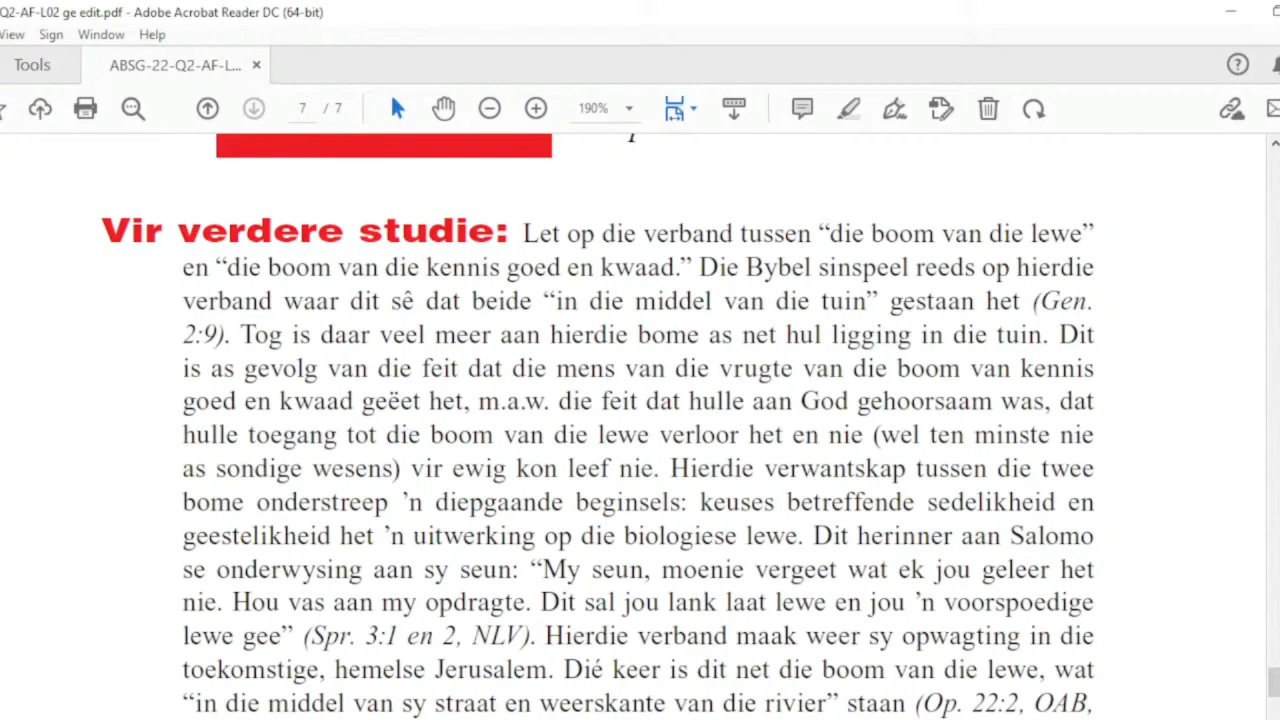 Q2-AF-L02 ge edit.pdf - Adobe Acrobat Reader DC (64-bit)
View Sign Window Help
Tools ABSG-22-Q2-AF-L... ×
7 / 7 190%
Vir verdere studie: Let op die verband tussen “die boom van die lewe”
en “die boom van die kennis goed en kwaad.” Die Bybel sinspeel reeds op hierdie
verband waar dit sê dat beide “in die middel van die tuin” gestaan het (Gen.
2:9). Tog is daar veel meer aan hierdie bome as net hul ligging in die tuin. Dit
is as gevolg van die feit dat die mens van die vrugte van die boom van kennis
goed en kwaad geëet het, m.a.w. die feit dat hulle aan God gehoorsaam was, dat
hulle toegang tot die boom van die lewe verloor het en nie (wel ten minste nie
as sondige wesens) vir ewig kon leef nie. Hierdie verwantskap tussen die twee
bome onderstreep ’n diepgaande beginsels: keuses betreffende sedelikheid en
geestelikheid het ’n uitwerking op die biologiese lewe. Dit herinner aan Salomo
se onderwysing aan sy seun: “My seun, moenie vergeet wat ek jou geleer het
nie. Hou vas aan my opdragte. Dit sal jou lank laat lewe en jou ’n voorspoedige
lewe gee” (Spr. 3:1 en 2, NLV). Hierdie verband maak weer sy opwagting in die
toekomstige, hemelse Jerusalem. Dié keer is dit net die boom van die lewe, wat
“in die middel van sy straat en weerskante van die rivier” staan (Op. 22:2, OAB,